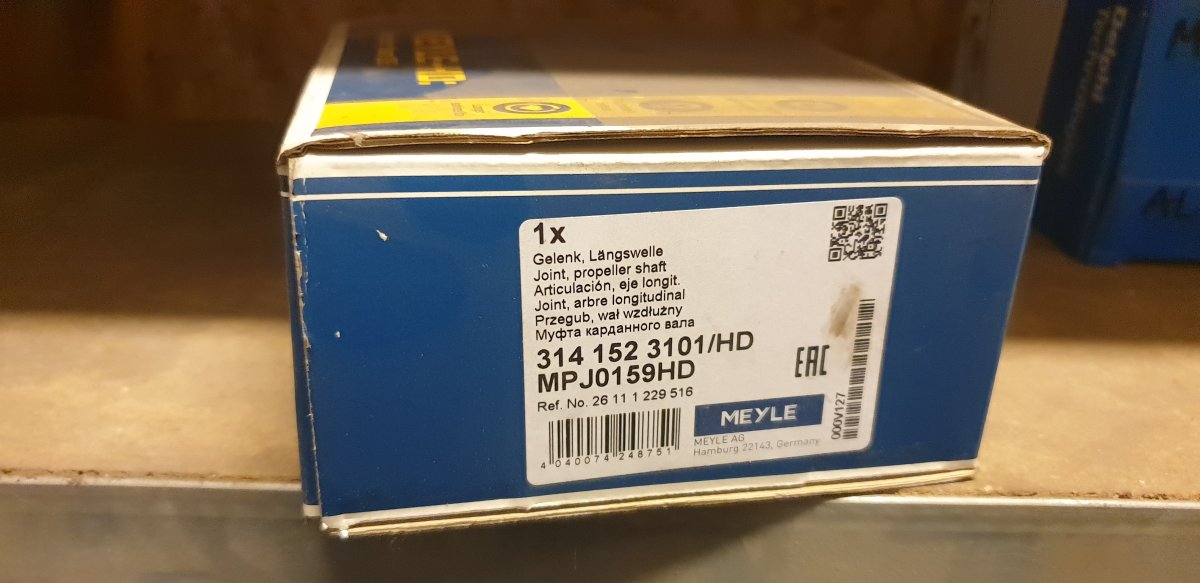 1x
Gelenk, Längswelle
Joint, propeller shaft
Articulación, eje longit.
Joint, arbre longitudinal
Przegub, wał wzdłużny
Муфта карданного вала
314 152 3101/HD
MPJ0159HD
Ref. No. 26 11 1 229 516
EAC
MEYLE
MEYLE AG
Hamburg 22143, Germany
4 040074 248751
000V127